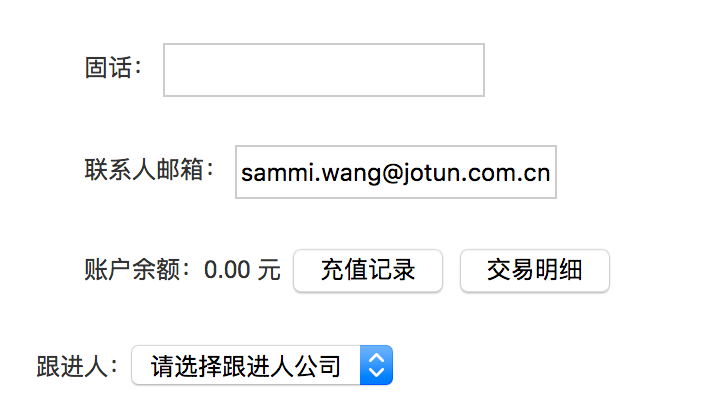 固话：
联系人邮箱： sammi.wang@jotun.com.cn
账户余额：0.00 元 充值记录 交易明细
跟进人： 请选择跟进人公司